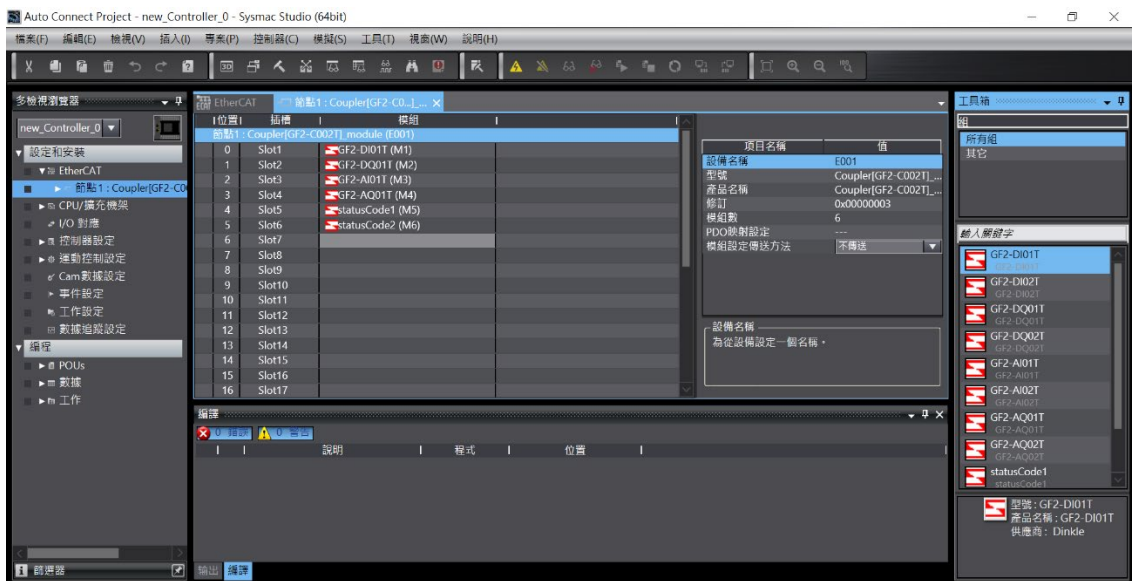 Auto Connect Project - new_Controller_0 - Sysmac Studio (64bit)
檔案(F) 編輯(E) 檢視(V) 插入(I) 專案(P) 控制器(C) 模擬(S) 工具(T) 視窗(W) 說明(H)
多檢視瀏覽器
new_Controller_0
設定和安裝
EtherCAT
節點1 : Coupler[GF2-C0
CPU/擴充機架
I/O 對應
控制器設定
運動控制設定
Cam數據設定
事件設定
工作設定
數據追蹤設定
編程
POUs
數據
工作
篩選器
EtherCAT 節點1 : Coupler[GF2-C0...]_...
位置 插槽 模組
節點1 : Coupler[GF2-C002T]_module (E001)
0 Slot1 GF2-DI01T (M1)
1 Slot2 GF2-DQ01T (M2)
2 Slot3 GF2-AI01T (M3)
3 Slot4 GF2-AQ01T (M4)
4 Slot5 statusCode1 (M5)
5 Slot6 statusCode2 (M6)
6 Slot7
7 Slot8
8 Slot9
9 Slot10
10 Slot11
11 Slot12
12 Slot13
13 Slot14
14 Slot15
15 Slot16
16 Slot17
項目名稱 值
設備名稱 E001
型號 Coupler[GF2-C002T]_...
產品名稱 Coupler[GF2-C002T]_...
修訂 0x00000003
模組數 6
PDO映射設定 ---
模組設定傳送方法 不傳送
設備名稱
為從設備設定一個名稱。
編譯
0 錯誤 0 警告
說明 程式 位置
輸出 編譯
工具箱
組
所有組
其它
輸入關鍵字
GF2-DI01T
GF2-DI01T
GF2-DI02T
GF2-DI02T
GF2-DQ01T
GF2-DQ01T
GF2-DQ02T
GF2-DQ02T
GF2-AI01T
GF2-AI01T
GF2-AI02T
GF2-AI02T
GF2-AQ01T
GF2-AQ01T
GF2-AQ02T
GF2-AQ02T
statusCode1
statusCode1
型號 : GF2-DI01T
產品名稱 : GF2-DI01T
供應商 : Dinkle